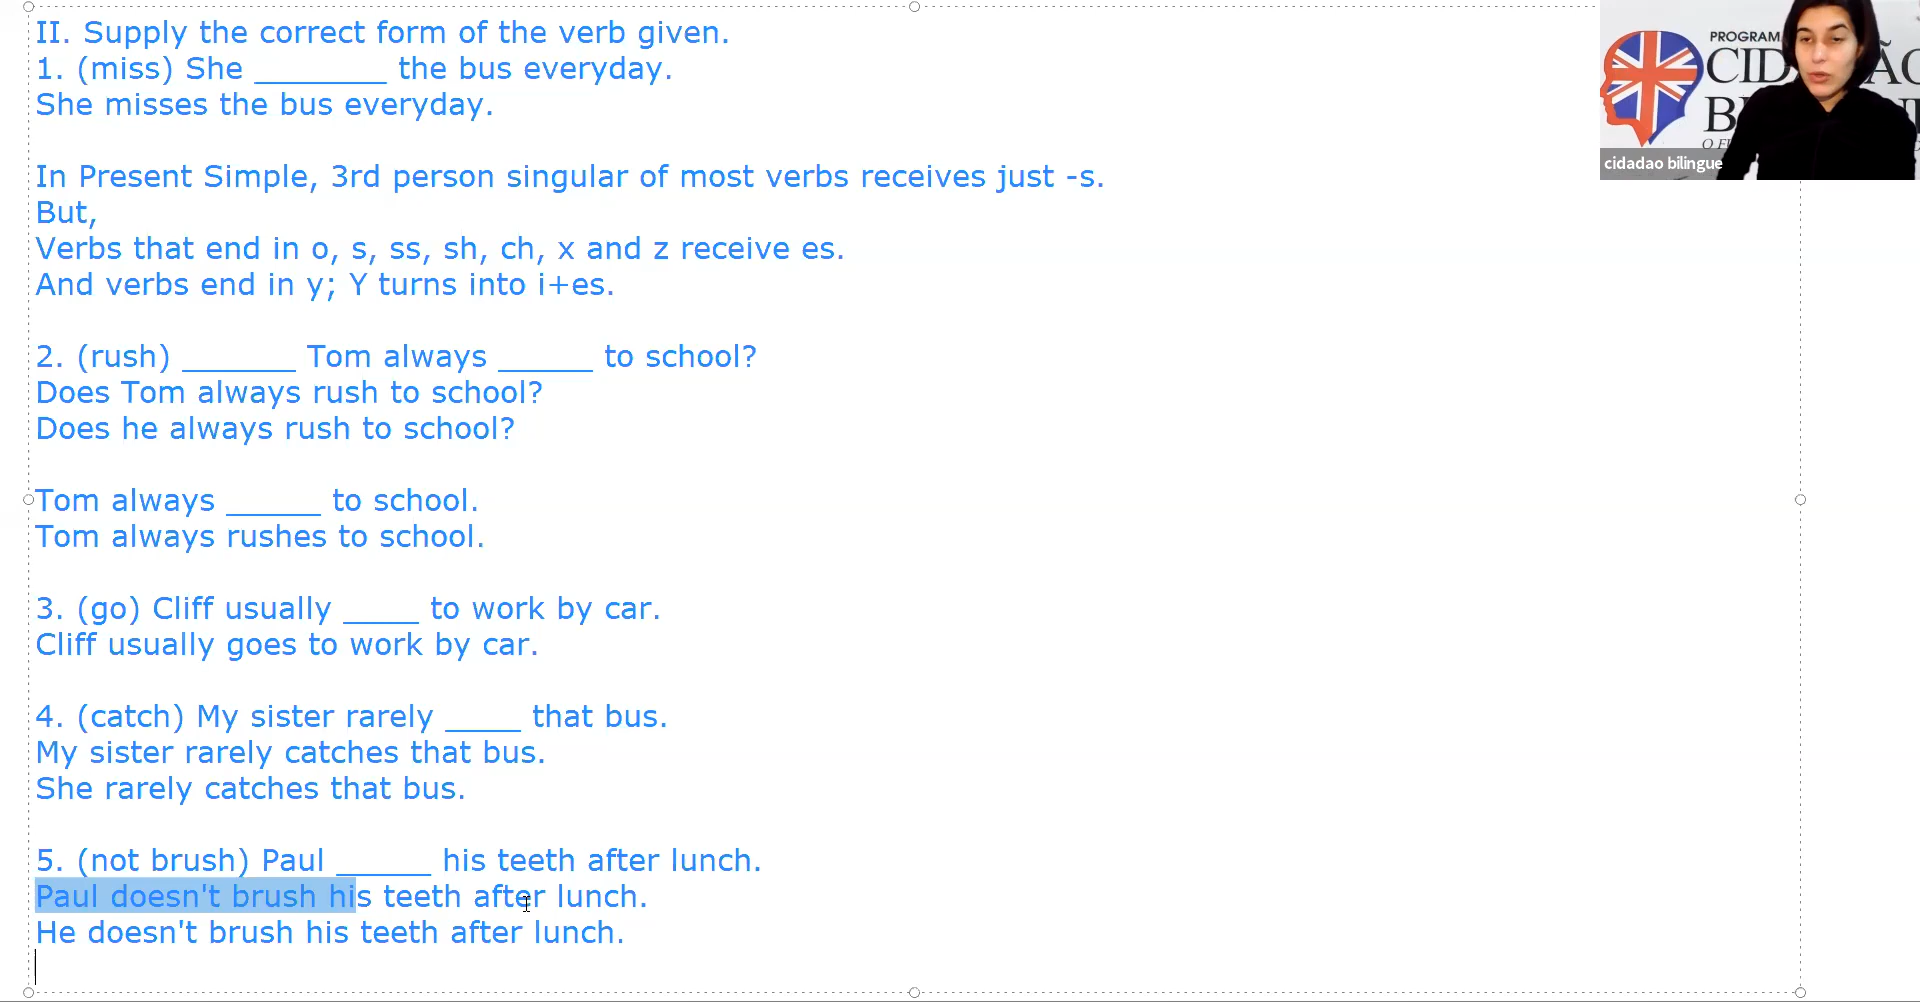 II. Supply the correct form of the verb given.
1. (miss) She _______ the bus everyday.
She misses the bus everyday.
In Present Simple, 3rd person singular of most verbs receives just -s.
But,
Verbs that end in o, s, ss, sh, ch, x and z receive es.
And verbs end in y; Y turns into i+es.
2. (rush) ______ Tom always _____ to school?
Does Tom always rush to school?
Does he always rush to school?
Tom always _____ to school.
Tom always rushes to school.
3. (go) Cliff usually ____ to work by car.
Cliff usually goes to work by car.
4. (catch) My sister rarely ____ that bus.
My sister rarely catches that bus.
She rarely catches that bus.
5. (not brush) Paul _____ his teeth after lunch.
Paul doesn't brush his teeth after lunch.
He doesn't brush his teeth after lunch.
PROGRAM
cidadao bilingue